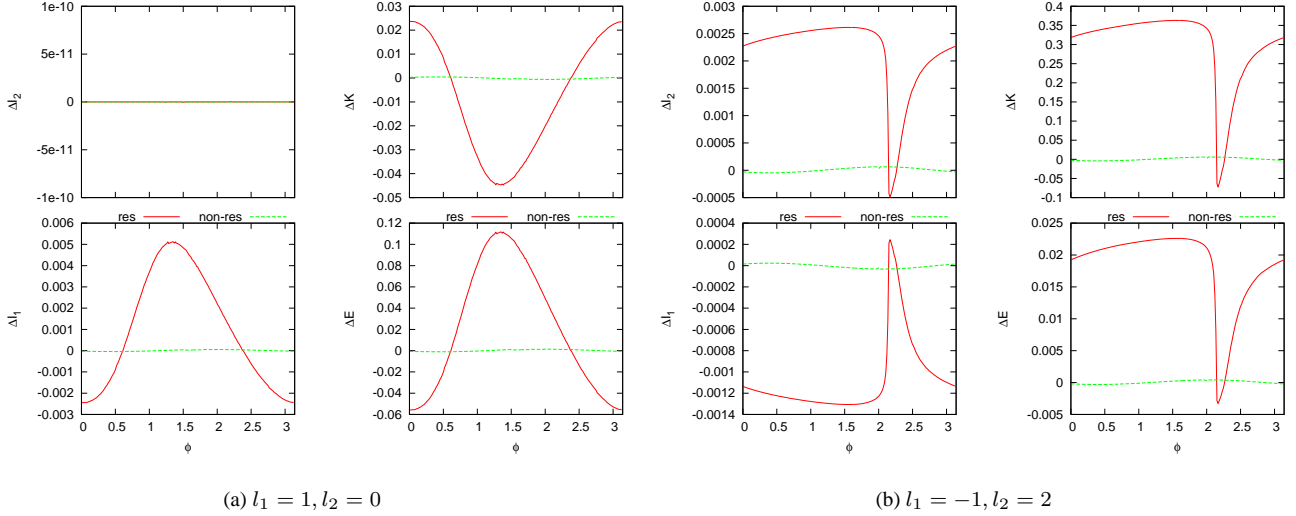 1e-10
5e-11
0
-5e-11
-1e-10
ΔI2
0.03
0.02
0.01
0
-0.01
-0.02
-0.03
-0.04
-0.05
ΔK
0.003
0.0025
0.002
0.0015
0.001
0.0005
0
-0.0005
ΔI2
0.4
0.35
0.3
0.25
0.2
0.15
0.1
0.05
0
-0.05
-0.1
ΔK
res non-res
0.006
0.005
0.004
0.003
0.002
0.001
0
-0.001
-0.002
-0.003
ΔI1
0 0.5 1 1.5 2 2.5 3
ϕ
res non-res
0.12
0.1
0.08
0.06
0.04
0.02
0
-0.02
-0.04
-0.06
ΔE
0 0.5 1 1.5 2 2.5 3
ϕ
res non-res
0.0004
0.0002
0
-0.0002
-0.0004
-0.0006
-0.0008
-0.0010
-0.0012
-0.0014
ΔI1
0 0.5 1 1.5 2 2.5 3
ϕ
res non-res
0.025
0.02
0.015
0.01
0.005
0
-0.005
ΔE
0 0.5 1 1.5 2 2.5 3
ϕ
(a) l1 = 1, l2 = 0
(b) l1 = −1, l2 = 2